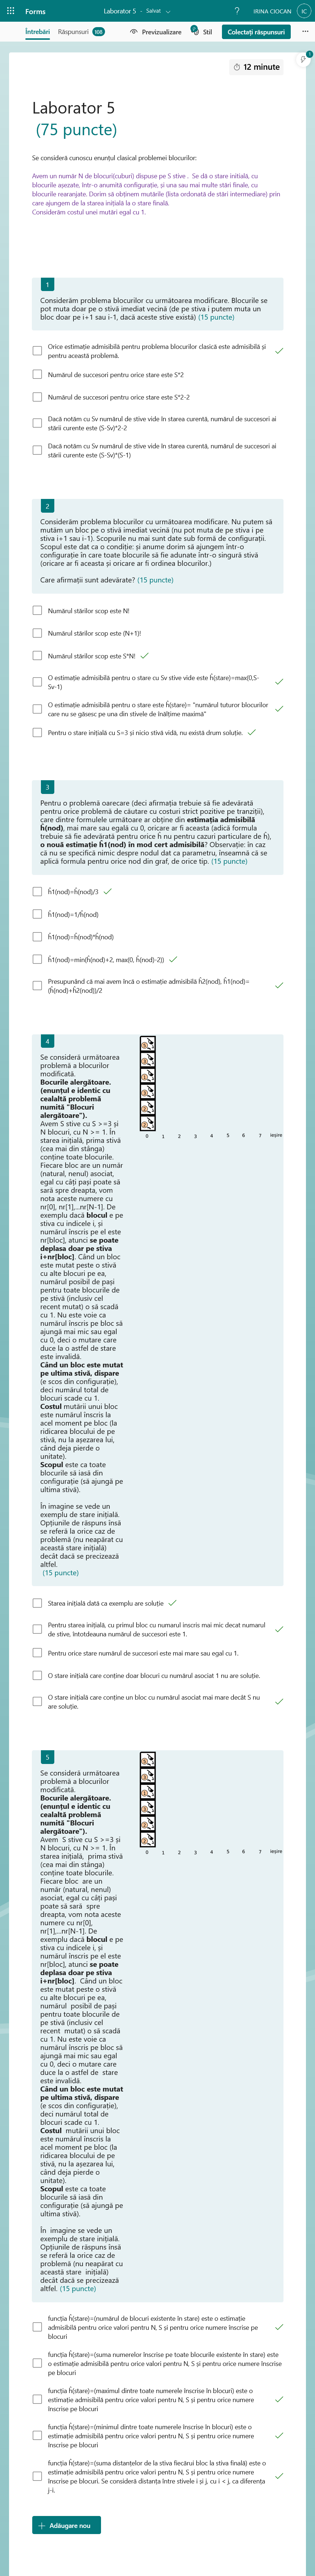 Forms
Laborator 5 - Salvat
?
IRINA CIOCAN
IC
Întrebări
Răspunsuri 108
Previzualizare
Stil
Colectați răspunsuri
...
1
12 minute
Laborator 5
(75 puncte)
Se consideră cunoscu enunțul clasical problemei blocurilor:
Avem un număr N de blocuri(cuburi) dispuse pe S stive . Se dă o stare initială, cu
blocurile așezate, într-o anumită configurație, și una sau mai multe stări finale, cu
blocurile rearanjate. Dorim să obținem mutările (lista ordonată de stări intermediare) prin
care ajungem de la starea inițială la o stare finală.
Considerăm costul unei mutări egal cu 1.
1
Considerăm problema blocurilor cu următoarea modificare. Blocurile se
pot muta doar pe o stivă imediat vecină (de pe stiva i putem muta un
bloc doar pe i+1 sau i-1, dacă aceste stive există) (15 puncte)
Orice estimație admisibilă pentru problema blocurilor clasică este admisibilă și
pentru această problemă.
Numărul de succesori pentru orice stare este S*2
Numărul de succesori pentru orice stare este S*2-2
Dacă notăm cu Sv numărul de stive vide în starea curentă, numărul de succesori ai
stării curente este (S-Sv)*2-2
Dacă notăm cu Sv numărul de stive vide în starea curentă, numărul de succesori ai
stării curente este (S-Sv)*(S-1)
2
Considerăm problema blocurilor cu următoarea modificare. Nu putem să
mutăm un bloc pe o stivă imediat vecină (nu pot muta de pe stiva i pe
stiva i+1 sau i-1). Scopurile nu mai sunt date sub formă de configurații.
Scopul este dat ca o condiție: și anume dorim să ajungem într-o
configurație în care toate blocurile să fie adunate într-o singură stivă
(oricare ar fi aceasta și oricare ar fi ordinea blocurilor.)
Care afirmații sunt adevărate? (15 puncte)
Numărul stărilor scop este N!
Numărul stărilor scop este (N+1)!
Numărul stărilor scop este S*N!
O estimație admisibilă pentru o stare cu Sv stive vide este ĥ(stare)=max(0,S-
Sv-1)
O estimație admisibilă pentru o stare este ĥ(stare)= "numărul tuturor blocurilor
care nu se găsesc pe una din stivele de înălțime maximă"
Pentru o stare inițială cu S=3 și nicio stivă vidă, nu există drum soluție.
3
Pentru o problemă oarecare (deci afirmația trebuie să fie adevărată
pentru orice problemă de căutare cu costuri strict pozitive pe tranziții),
care dintre formulele următoare ar obține din estimația admisibilă
ĥ(nod), mai mare sau egală cu 0, oricare ar fi aceasta (adică formula
trebuie să fie adevărată pentru orice ĥ nu pentru cazuri particulare de ĥ),
o nouă estimație ĥ1(nod) în mod cert admisibilă? Observație: în caz
că nu se specifică nimic despre nodul dat ca parametru, înseamnă că se
aplică formula pentru orice nod din graf, de orice tip. (15 puncte)
ĥ1(nod)=ĥ(nod)/3
ĥ1(nod)=1/ĥ(nod)
ĥ1(nod)=ĥ(nod)*ĥ(nod)
ĥ1(nod)=min(ĥ(nod)+2, max(0, ĥ(nod)-2))
Presupunând că mai avem încă o estimație admisibilă ĥ2(nod), ĥ1(nod)=
(ĥ(nod)+ĥ2(nod))/2
4
Se consideră următoarea
problemă a blocurilor
modificată.
Bocurile alergătoare.
(enunțul e identic cu
cealaltă problemă
numită "Blocuri
alergătoare").
Avem S stive cu S >=3 și
N blocuri, cu N >= 1. În
starea inițială, prima stivă
(cea mai din stânga)
conține toate blocurile.
Fiecare bloc are un număr
(natural, nenul) asociat,
egal cu câți pași poate să
sară spre dreapta, vom
nota aceste numere cu
nr[0], nr[1],...nr[N-1]. De
exemplu dacă blocul e pe
stiva cu indicele i, și
numărul înscris pe el este
nr[bloc], atunci se poate
deplasa doar pe stiva
i+nr[bloc]. Când un bloc
este mutat peste o stivă
cu alte blocuri pe ea,
numărul posibil de pași
pentru toate blocurile de
pe stivă (inclusiv cel
recent mutat) o să scadă
cu 1. Nu este voie ca
numărul înscris pe bloc să
ajungă mai mic sau egal
cu 0, deci o mutare care
duce la o astfel de stare
este invalidă.
Când un bloc este mutat
pe ultima stivă, dispare
(e scos din configurație),
deci numărul total de
blocuri scade cu 1.
Costul mutării unui bloc
este numărul înscris la
acel moment pe bloc (la
ridicarea blocului de pe
stivă, nu la așezarea lui,
când deja pierde o
unitate).
Scopul este ca toate
blocurile să iasă din
configurație (să ajungă pe
ultima stivă).
În imagine se vede un
exemplu de stare inițială.
Opțiunile de răspuns însă
se referă la orice caz de
problemă (nu neapărat cu
această stare inițială)
decât dacă se precizează
altfel.
(15 puncte)
0 1 2 3 4 5 6 7 ieșire
Starea inițială dată ca exemplu are soluție
Pentru starea inițială, cu primul bloc cu numarul inscris mai mic decat numarul
de stive, întotdeauna numărul de succesori este 1.
Pentru orice stare numărul de succesori este mai mare sau egal cu 1.
O stare inițială care conține doar blocuri cu numărul asociat 1 nu are soluție.
O stare inițială care conține un bloc cu numărul asociat mai mare decât S nu
are soluție.
5
Se consideră următoarea
problemă a blocurilor
modificată.
Bocurile alergătoare.
(enunțul e identic cu
cealaltă problemă
numită "Blocuri
alergătoare").
Avem S stive cu S >=3 și
N blocuri, cu N >= 1. În
starea inițială, prima stivă
(cea mai din stânga)
conține toate blocurile.
Fiecare bloc are un
număr (natural, nenul)
asociat, egal cu câți pași
poate să sară spre
dreapta, vom nota aceste
numere cu nr[0],
nr[1],...nr[N-1]. De
exemplu dacă blocul e pe
stiva cu indicele i, și
numărul înscris pe el este
nr[bloc], atunci se poate
deplasa doar pe stiva
i+nr[bloc]. Când un bloc
este mutat peste o stivă
cu alte blocuri pe ea,
numărul posibil de pași
pentru toate blocurile de
pe stivă (inclusiv cel
recent mutat) o să scadă
cu 1. Nu este voie ca
numărul înscris pe bloc să
ajungă mai mic sau egal
cu 0, deci o mutare care
duce la o astfel de stare
este invalidă.
Când un bloc este mutat
pe ultima stivă, dispare
(e scos din configurație),
deci numărul total de
blocuri scade cu 1.
Costul mutării unui bloc
este numărul înscris la
acel moment pe bloc (la
ridicarea blocului de pe
stivă, nu la așezarea lui,
când deja pierde o
unitate).
Scopul este ca toate
blocurile să iasă din
configurație (să ajungă pe
ultima stivă).
În imagine se vede un
exemplu de stare inițială.
Opțiunile de răspuns însă
se referă la orice caz de
problemă (nu neapărat cu
această stare inițială)
decât dacă se precizează
altfel. (15 puncte)
0 1 2 3 4 5 6 7 ieșire
funcția ĥ(stare)=(numărul de blocuri existente în stare) este o estimație
admisibilă pentru orice valori pentru N, S și pentru orice numere înscrise pe
blocuri
funcția ĥ(stare)=(suma numerelor înscrise pe toate blocurile existente în stare) este
o estimație admisibilă pentru orice valori pentru N, S și pentru orice numere înscrise
pe blocuri
funcția ĥ(stare)=(maximul dintre toate numerele înscrise în blocuri) este o
estimație admisibilă pentru orice valori pentru N, S și pentru orice numere
înscrise pe blocuri
funcția ĥ(stare)=(minimul dintre toate numerele înscrise în blocuri) este o
estimație admisibilă pentru orice valori pentru N, S și pentru orice numere
înscrise pe blocuri
funcția ĥ(stare)=(suma distanțelor de la stiva fiecărui bloc la stiva finală) este o
estimație admisibilă pentru orice valori pentru N, S și pentru orice numere
înscrise pe blocuri. Se consideră distanța între stivele i și j, cu i < j, ca diferența
j-i.
Adăugare nou